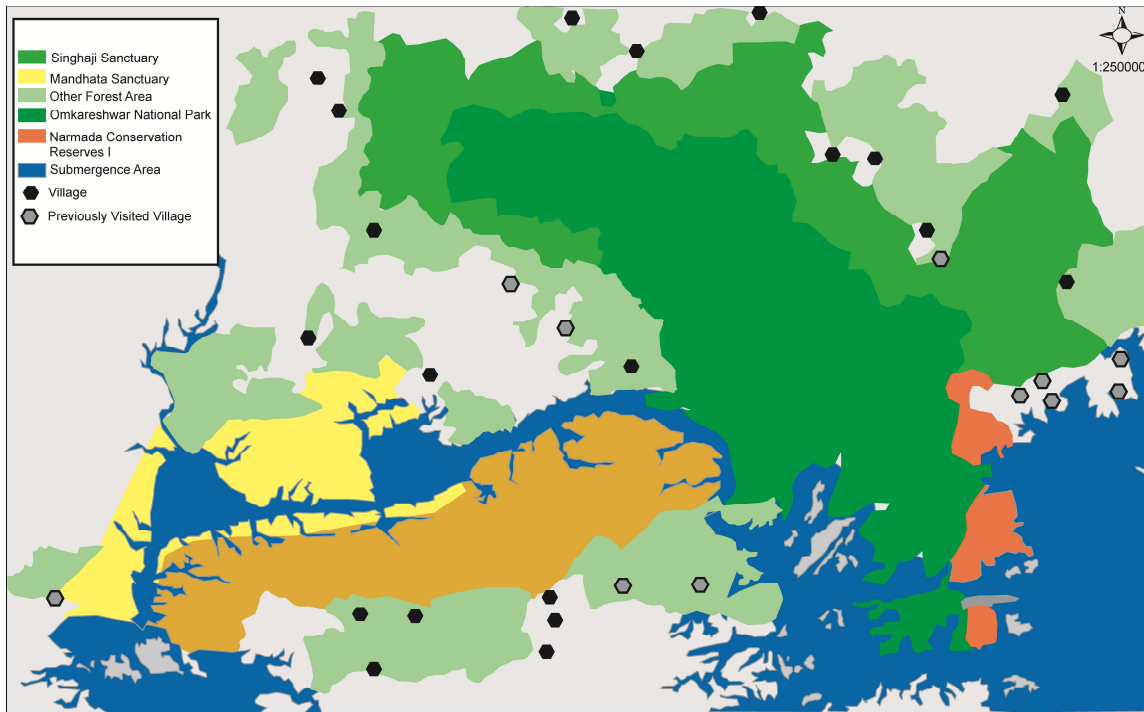 N
1:250000
Singhaji Sanctuary
Mandhata Sanctuary
Other Forest Area
Omkareshwar National Park
Narmada Conservation
Reserves I
Submergence Area
Village
Previously Visited Village